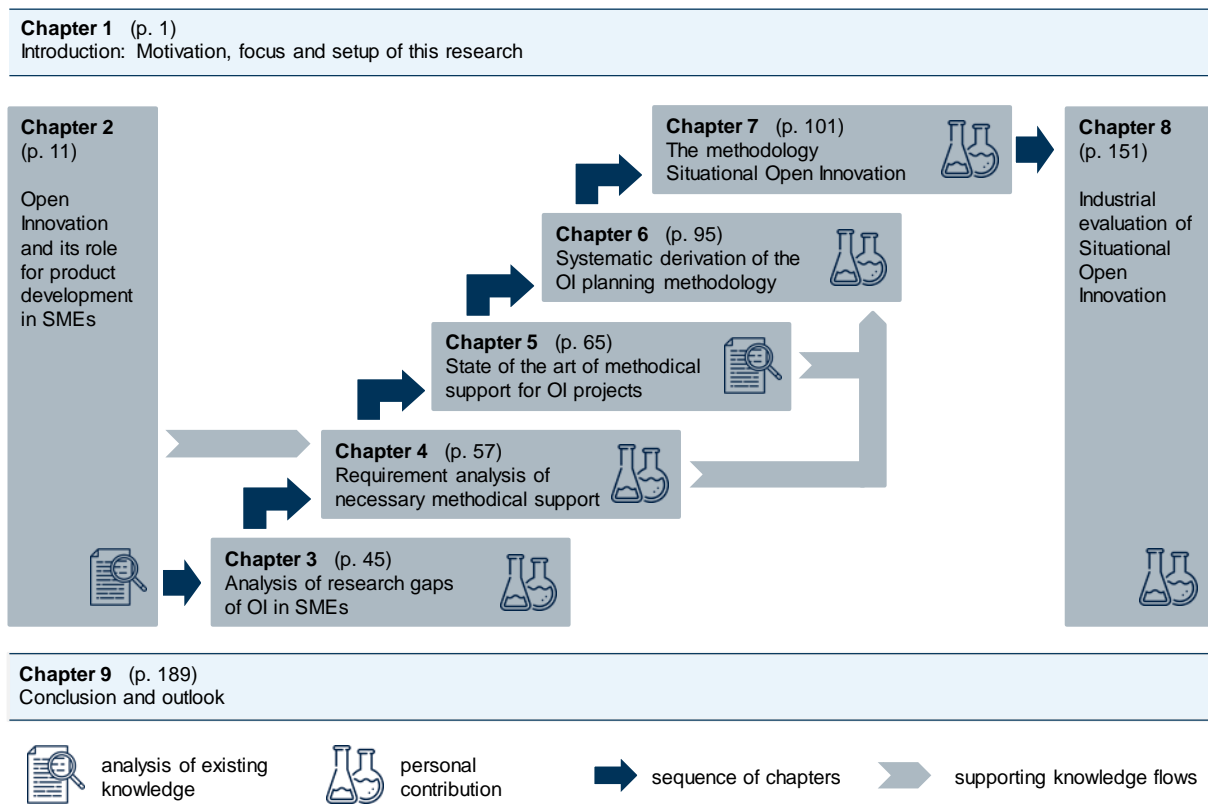 Chapter 1 (p. 1)
Introduction: Motivation, focus and setup of this research
Chapter 2
(p. 11)
Open
Innovation
and its role
for product
development
in SMEs
Chapter 3 (p. 45)
Analysis of research gaps
of OI in SMEs
Chapter 4 (p. 57)
Requirement analysis of
necessary methodical support
Chapter 5 (p. 65)
State of the art of methodical
support for OI projects
Chapter 6 (p. 95)
Systematic derivation of the
OI planning methodology
Chapter 7 (p. 101)
The methodology
Situational Open Innovation
Chapter 8
(p. 151)
Industrial
evaluation of
Situational
Open
Innovation
Chapter 9 (p. 189)
Conclusion and outlook
analysis of existing
knowledge
personal
contribution
sequence of chapters
supporting knowledge flows